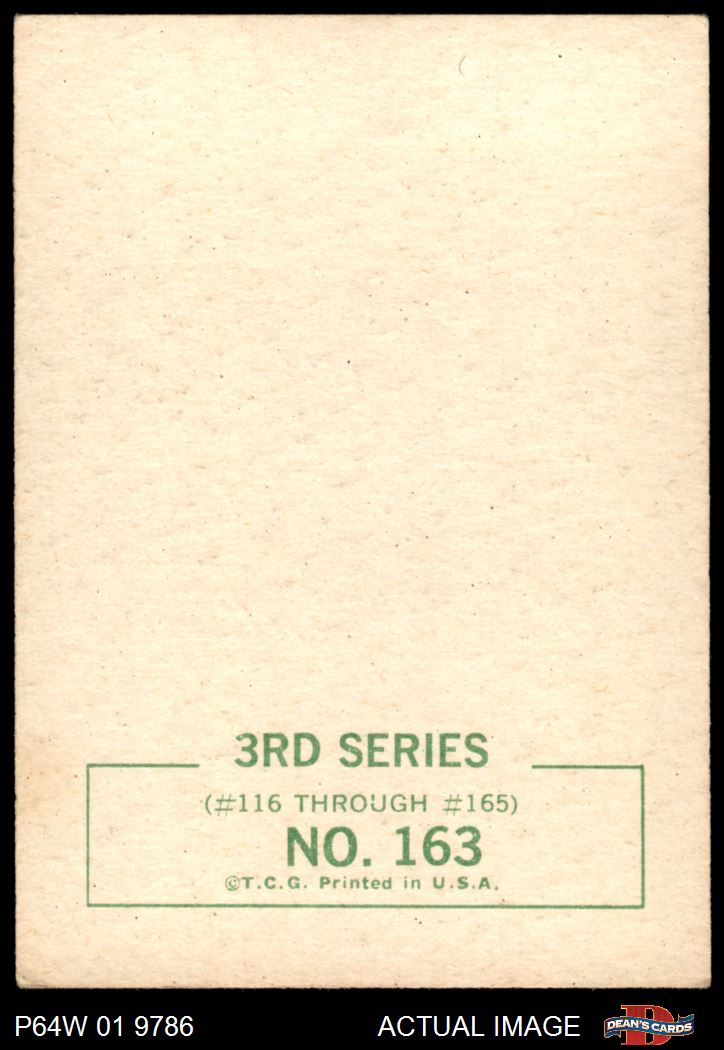 3RD SERIES
(#116 THROUGH #165)
NO. 163
©T.C.G. Printed in U.S.A.
P64W 01 9786
ACTUAL IMAGE
D
DEAN'S CARDS